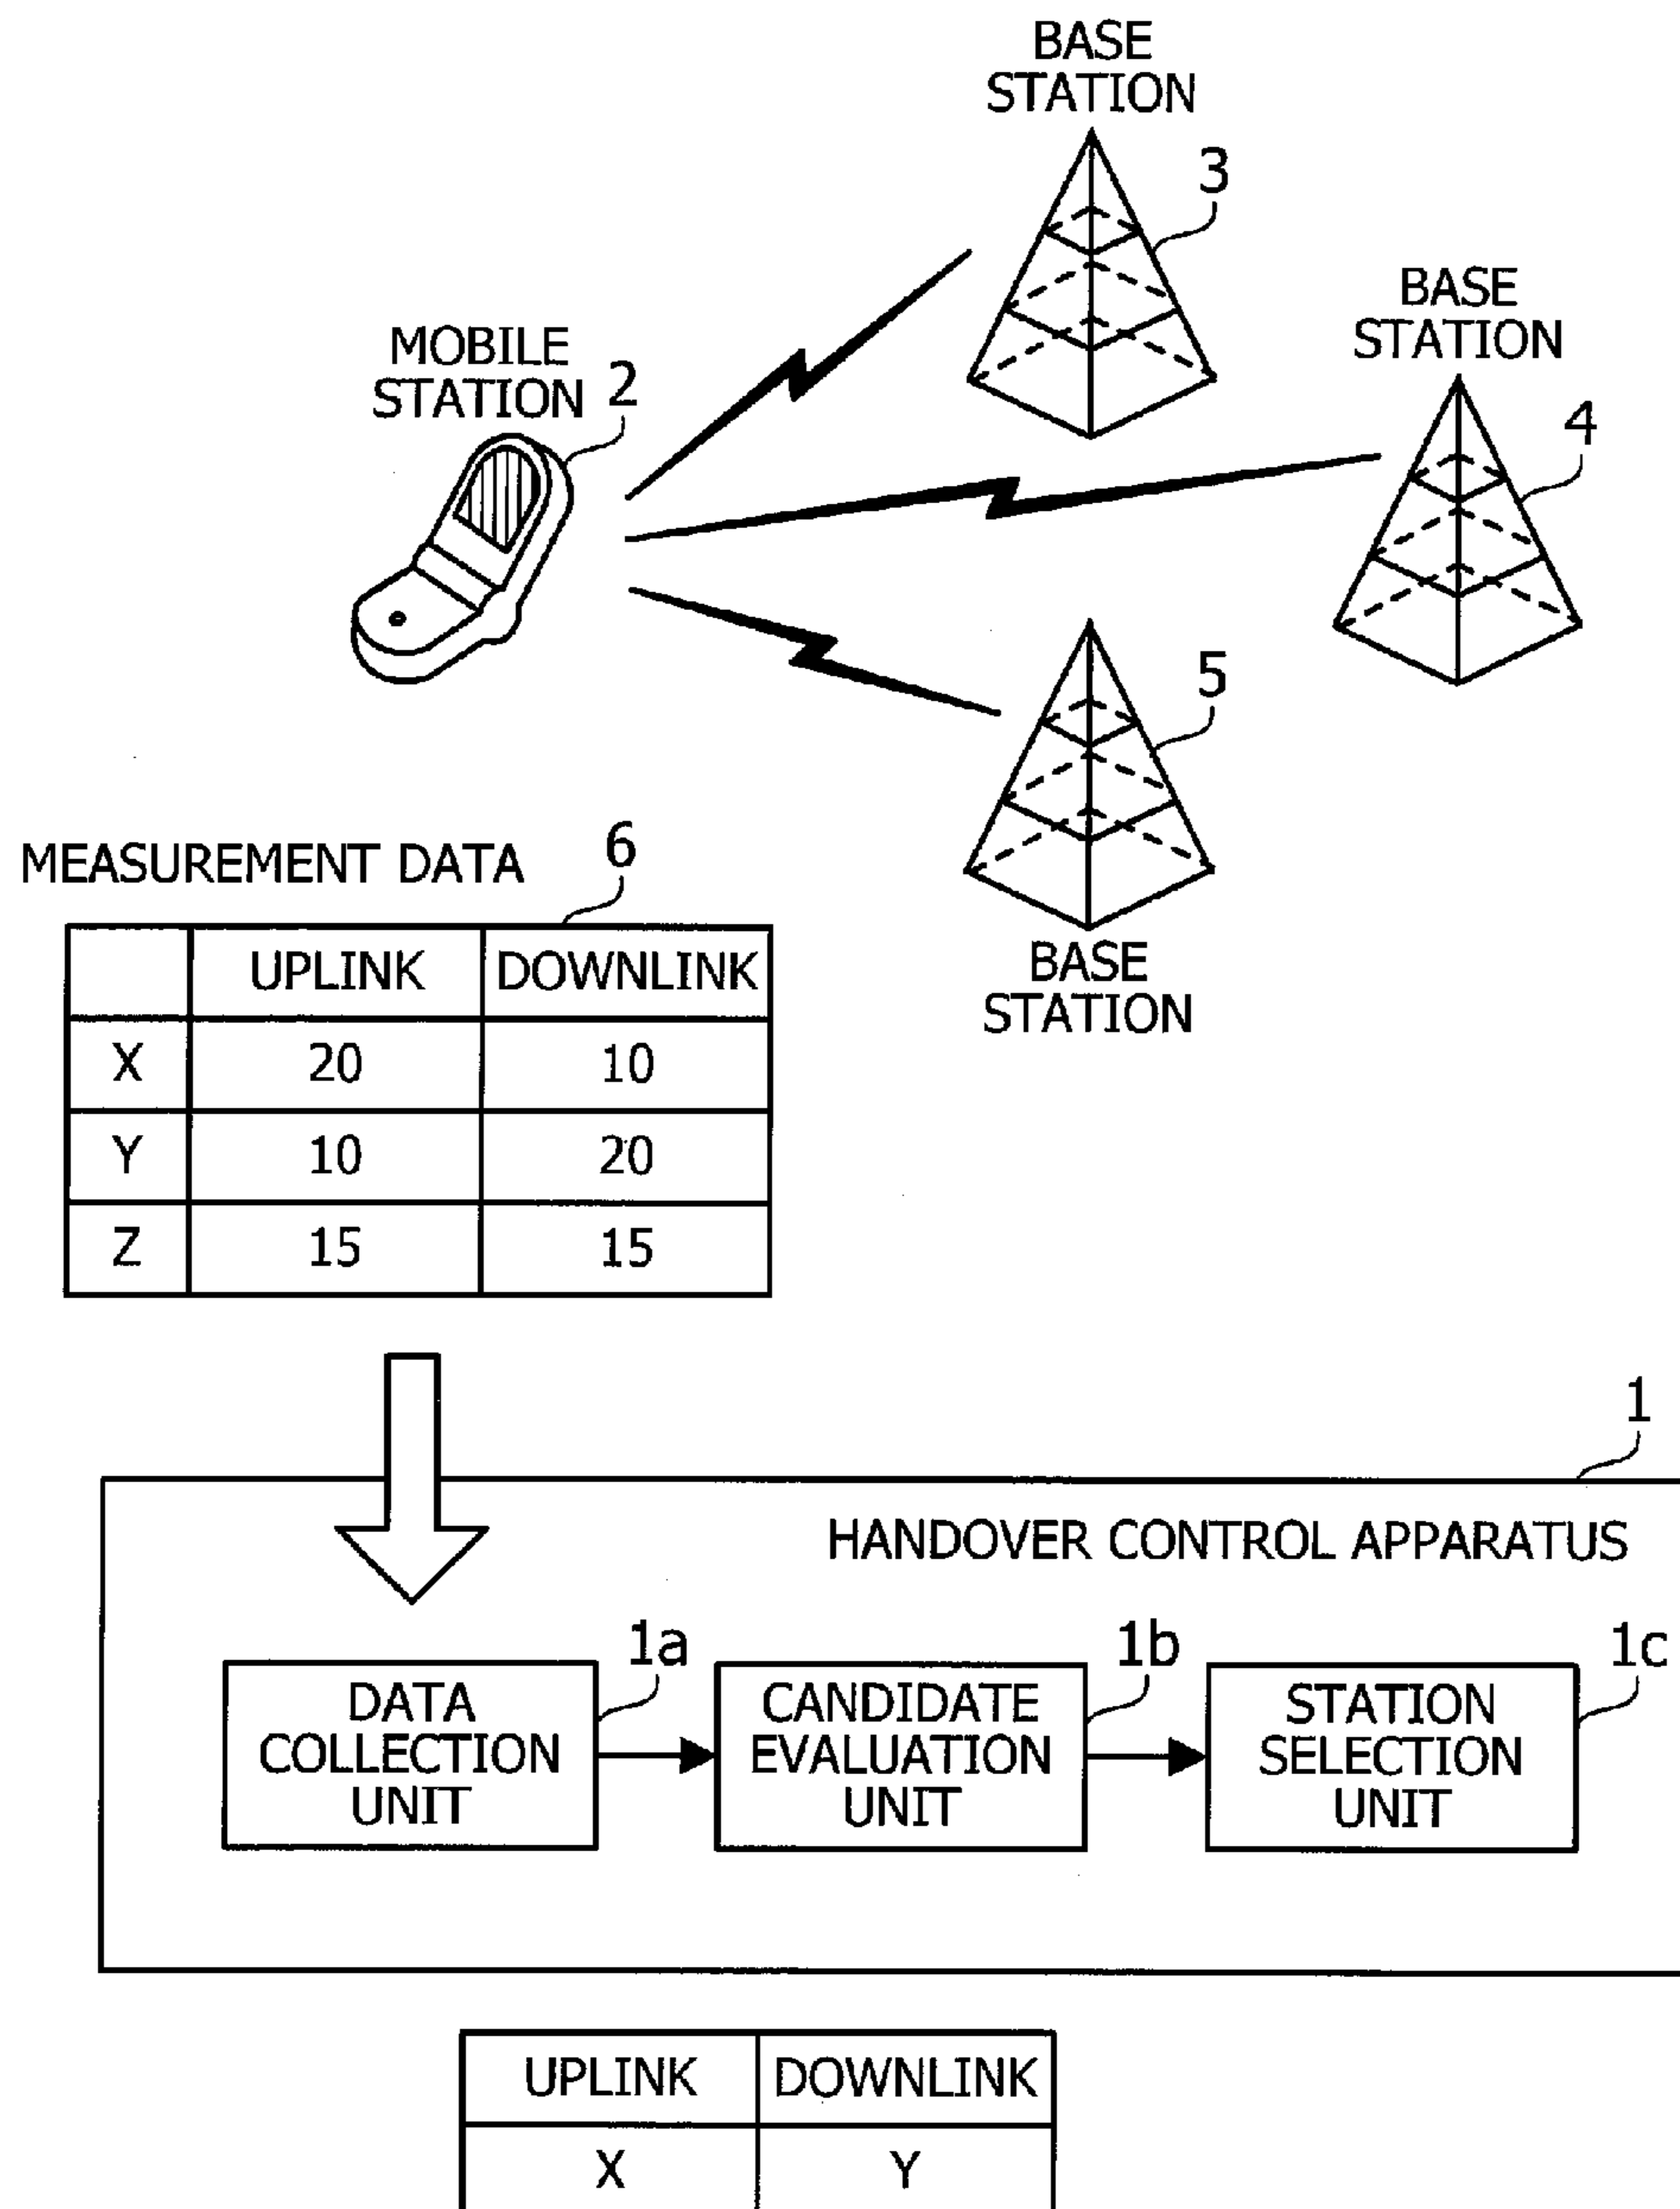 BASE
STATION
3
BASE
STATION
4
MOBILE
STATION 2
5
BASE
STATION
MEASUREMENT DATA 6
UPLINK DOWNLINK
X 20 10
Y 10 20
Z 15 15
1
HANDOVER CONTROL APPARATUS
1a
DATA
COLLECTION
UNIT
1b
CANDIDATE
EVALUATION
UNIT
1c
STATION
SELECTION
UNIT
UPLINK DOWNLINK
X Y